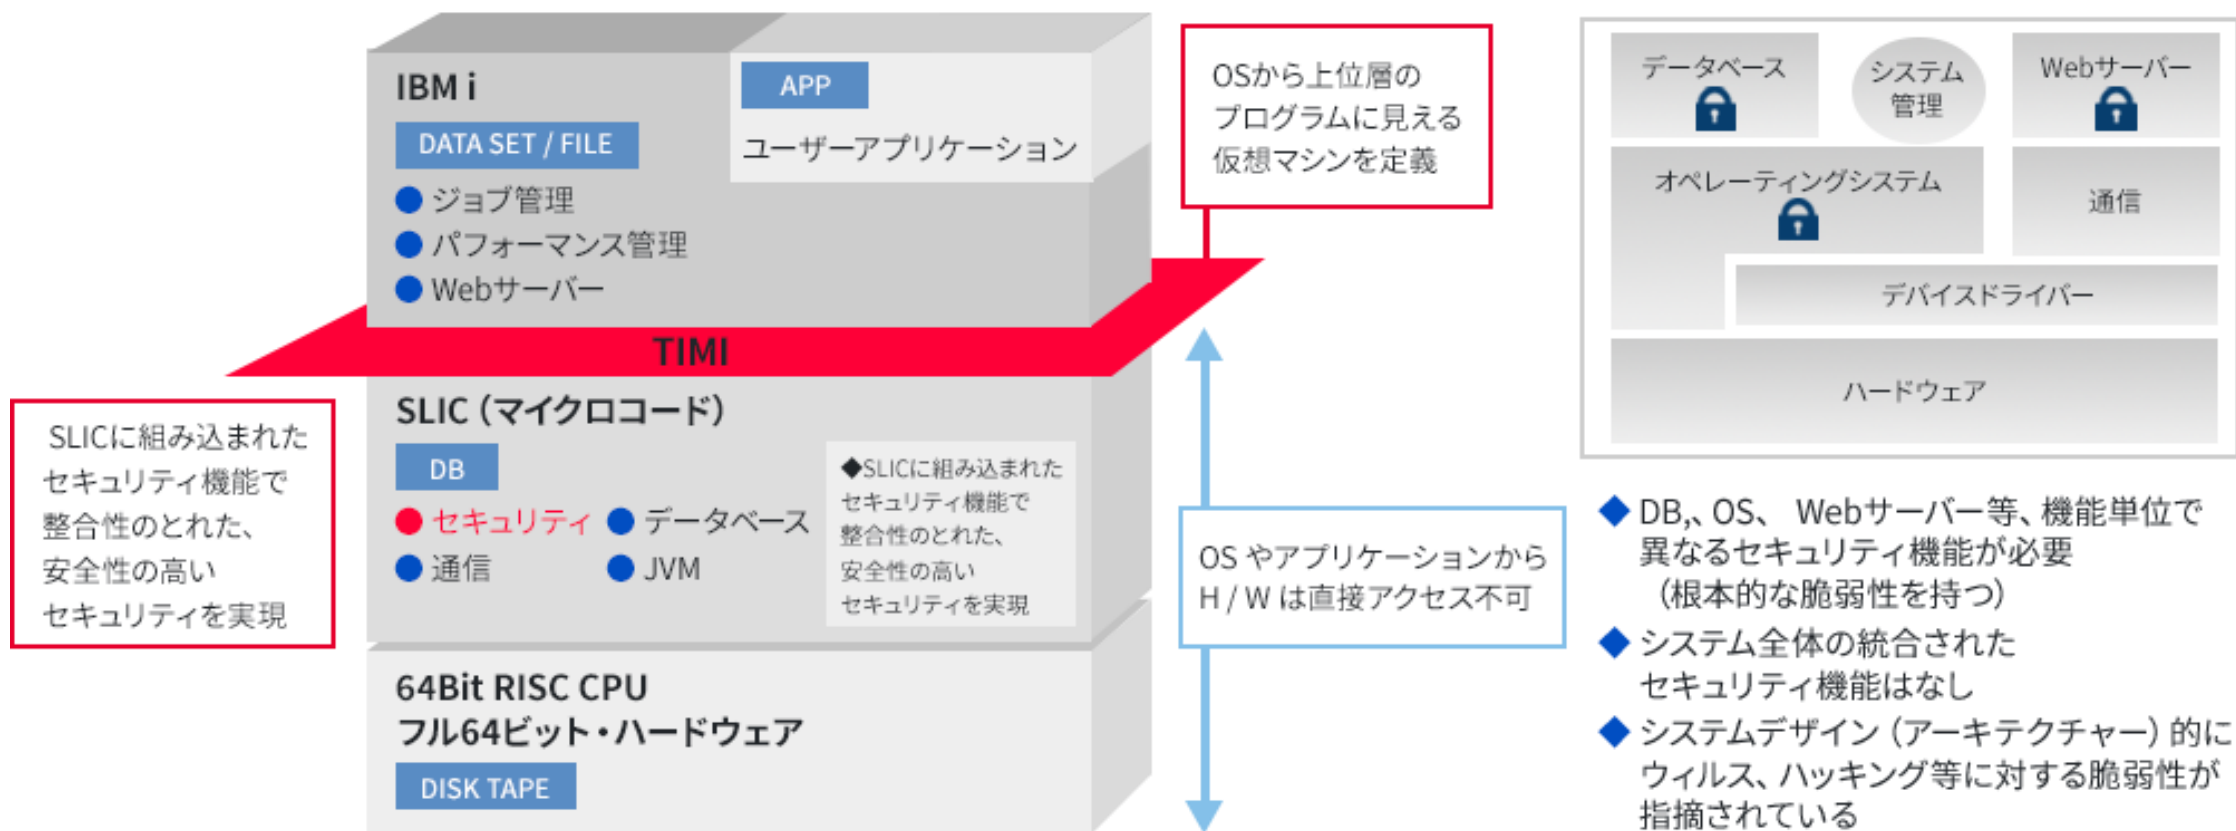 IBM i
DATA SET / FILE
ジョブ管理
パフォーマンス管理
Webサーバー
APP
ユーザーアプリケーション
OSから上位層の
プログラムに見える
仮想マシンを定義
TIMI
SLICに組み込まれた
セキュリティ機能で
整合性のとれた、
安全性の高い
セキュリティを実現
SLIC（マイクロコード）
DB
セキュリティ
データベース
通信
JVM
◆SLICに組み込まれた
セキュリティ機能で
整合性のとれた、
安全性の高い
セキュリティを実現
OS やアプリケーションから
H / W は直接アクセス不可
64Bit RISC CPU
フル64ビット・ハードウェア
DISK TAPE
データベース
システム
管理
Webサーバー
オペレーティングシステム
通信
デバイスドライバー
ハードウェア
◆ DB,、OS、 Webサーバー等、機能単位で
異なるセキュリティ機能が必要
（根本的な脆弱性を持つ）
◆ システム全体の統合された
セキュリティ機能はなし
◆ システムデザイン（アーキテクチャー）的に
ウィルス、ハッキング等に対する脆弱性が
指摘されている